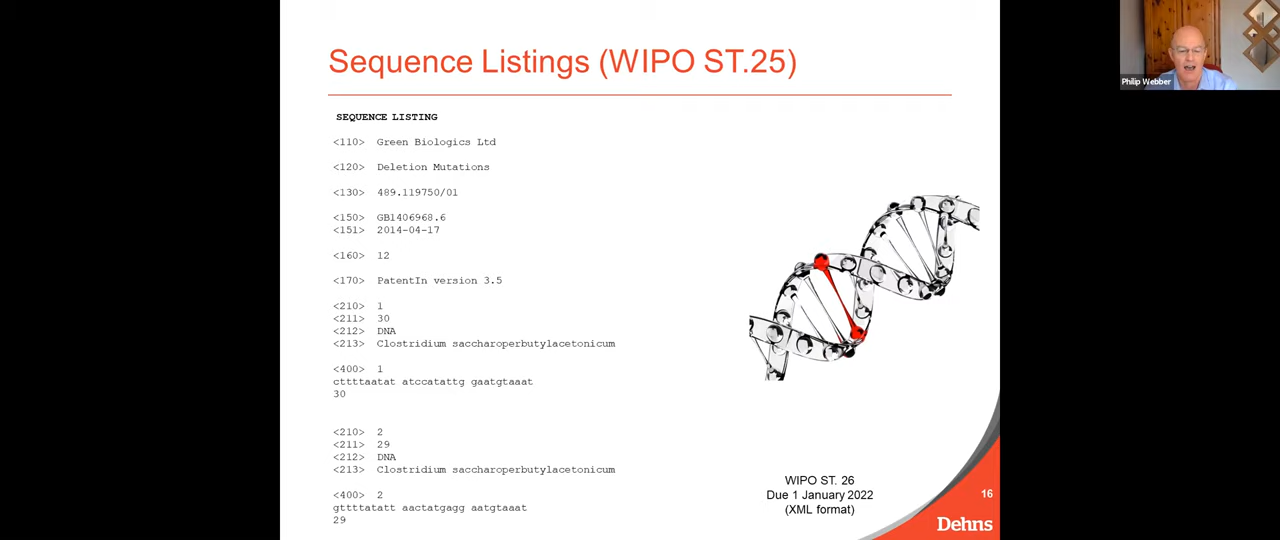 Sequence Listings (WIPO ST.25)
SEQUENCE LISTING
<110> Green Biologics Ltd
<120> Deletion Mutations
<130> 489.119750/01
<150> GB1406968.6
<151> 2014-04-17
<160> 12
<170> PatentIn version 3.5
<210> 1
<211> 30
<212> DNA
<213> Clostridium saccharoperbutylacetonicum
<400> 1
cttttaatat atccatattg gaatgtaaat
30
<210> 2
<211> 29
<212> DNA
<213> Clostridium saccharoperbutylacetonicum
<400> 2
gttttatatt aactatgagg aatgtaaat
29
WIPO ST. 26
Due 1 January 2022
(XML format)
16
Dehns
Philip Webber